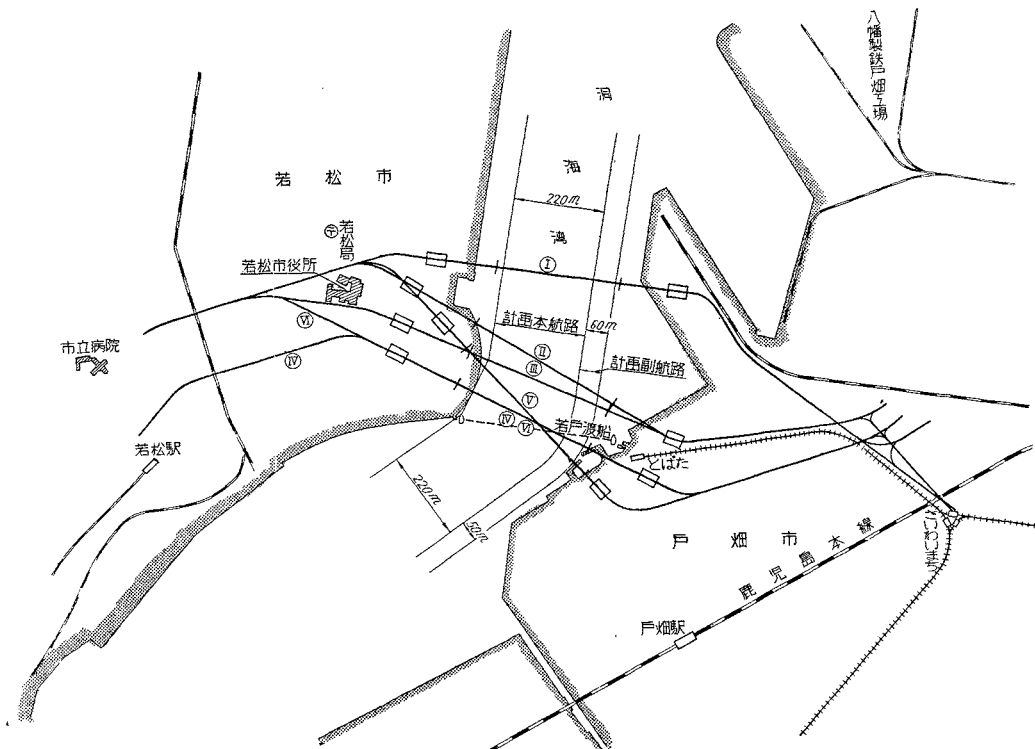 八幡製鉄戸畑工場
洞
海
湾
若松市
220m
〒若松局
若松市役所
Ⅰ
計画本航路
60m
Ⅱ
Ⅲ
計画副航路
Ⅵ
市立病院
Ⅳ
Ⅴ
Ⅳ Ⅵ
若戸渡船
若松駅
とばた
220m
50m
さいわいまち
戸畑市
鹿児島本線
戸畑駅